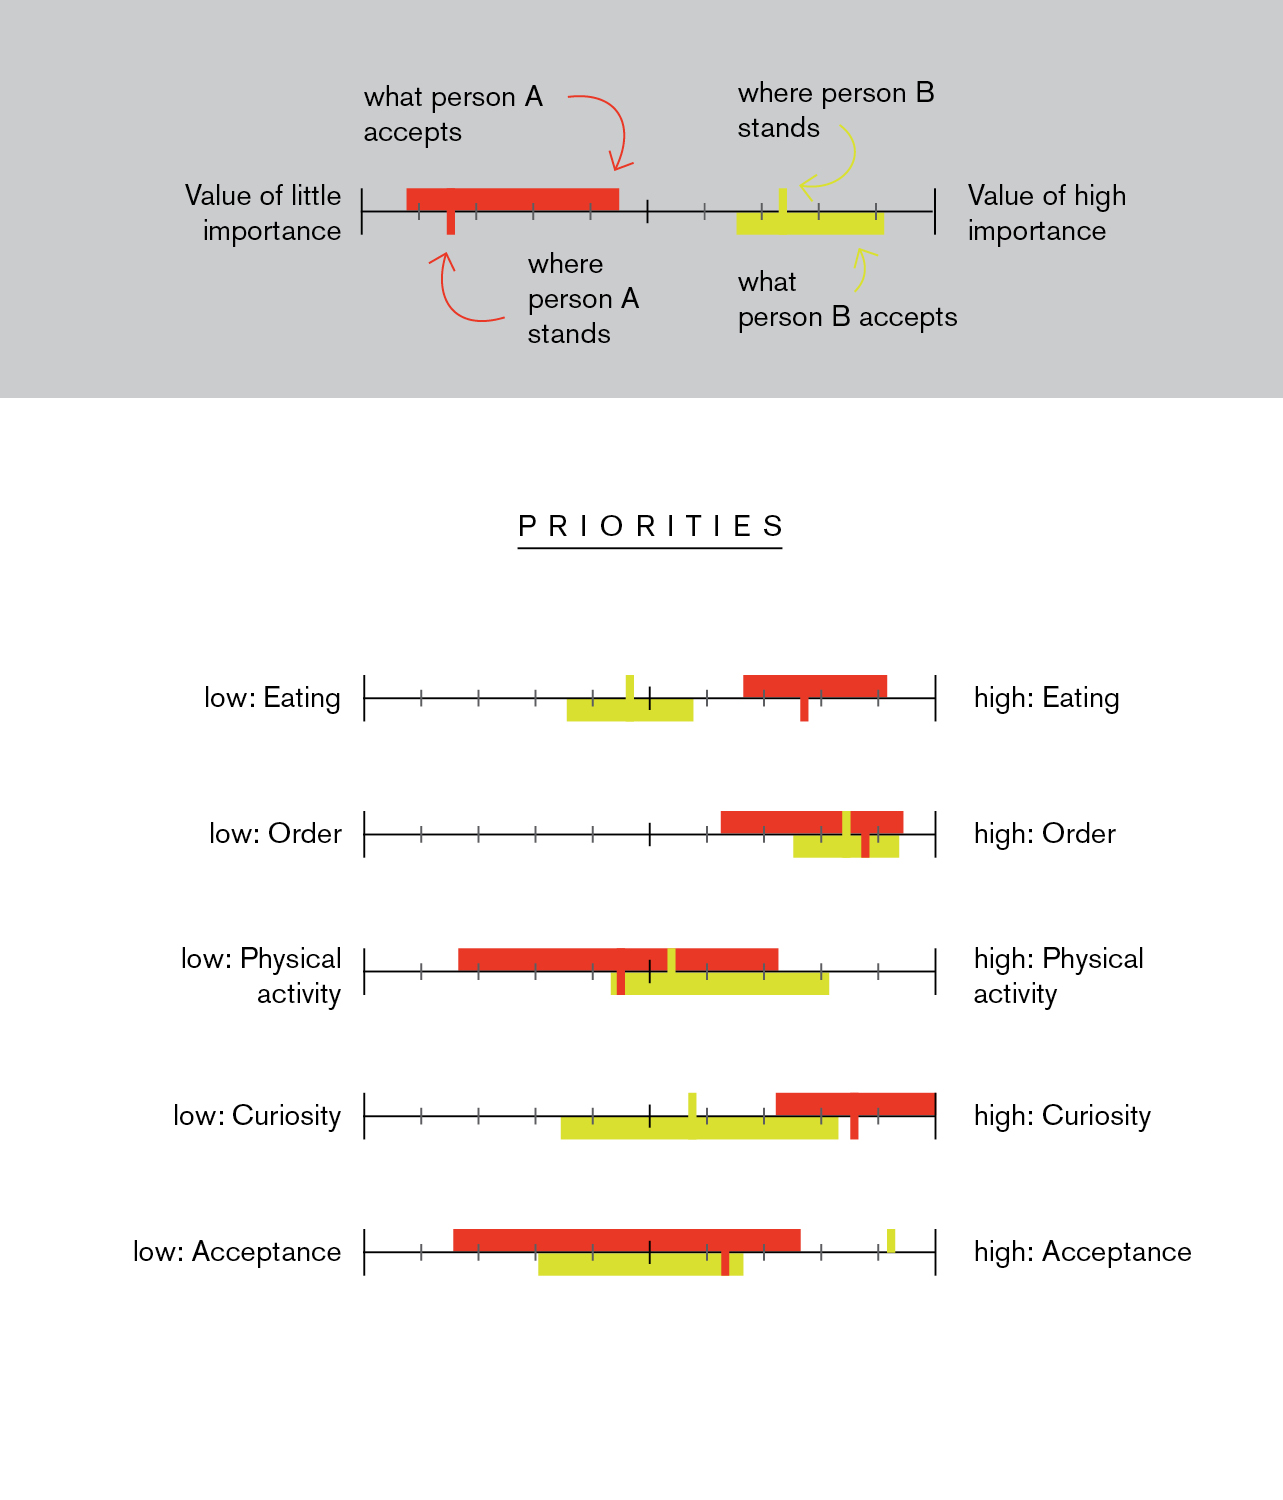 what person A
accepts
where person B
stands
Value of little
importance
Value of high
importance
where
person A
stands
what
person B accepts
PRIORITIES
low: Eating
high: Eating
low: Order
high: Order
low: Physical
activity
high: Physical
activity
low: Curiosity
high: Curiosity
low: Acceptance
high: Acceptance